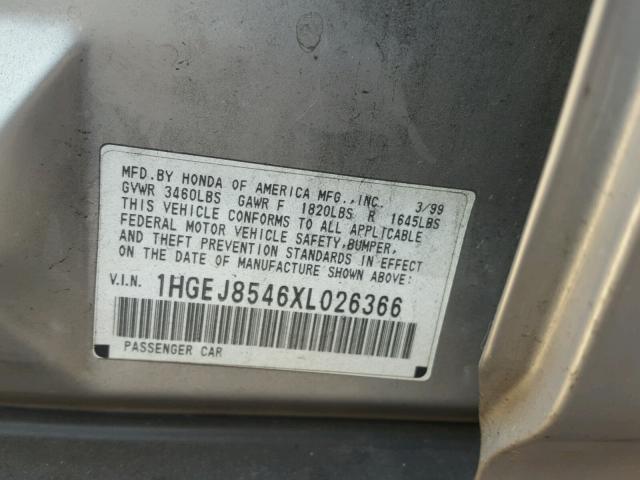 MFD. BY HONDA OF AMERICA MFG., INC. 3/99
GVWR 3460LBS GAWR F 1820LBS R 1645LBS
THIS VEHICLE CONFORMS TO ALL APPLICABLE
FEDERAL MOTOR VEHICLE SAFETY, BUMPER,
AND THEFT PREVENTION STANDARDS IN EFFECT
ON THE DATE OF MANUFACTURE SHOWN ABOVE:
V.I.N. 1HGEJ8546XL026366
PASSENGER CAR